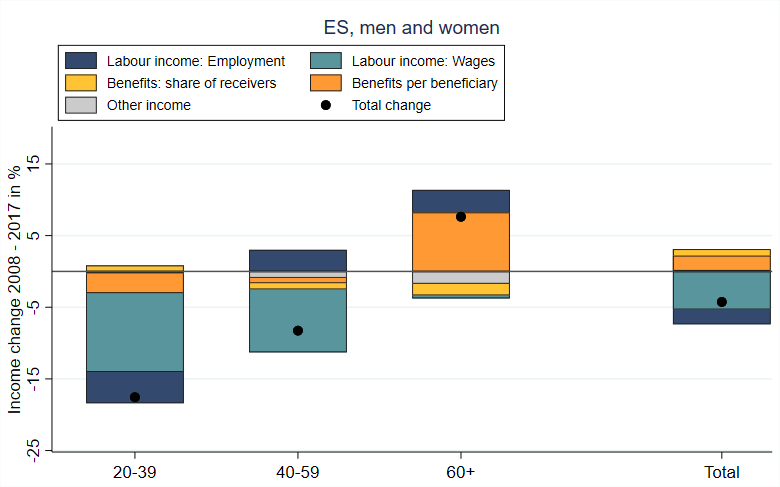 ES, men and women
Labour income: Employment
Labour income: Wages
Benefits: share of receivers
Benefits per beneficiary
Other income
Total change
Income change 2008 - 2017 in %
15
5
-5
-15
-25
20-39
40-59
60+
Total